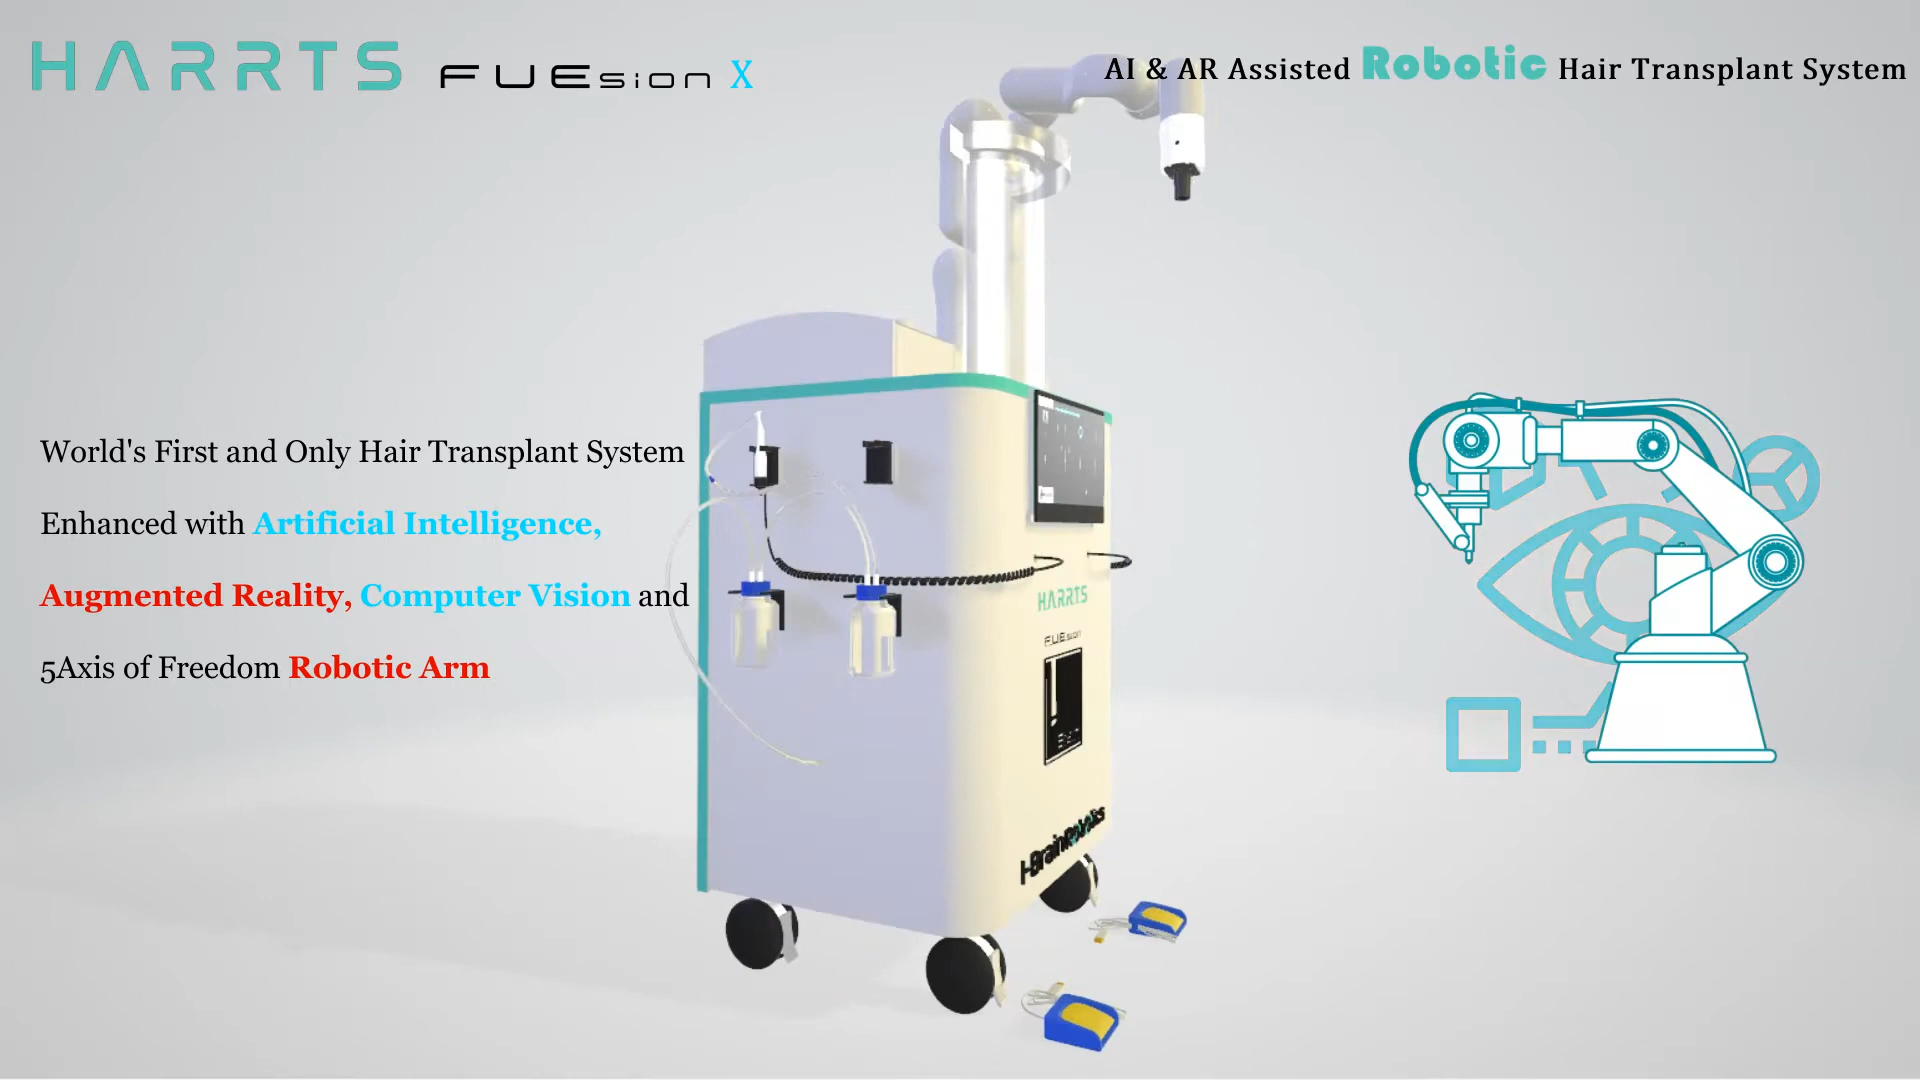 HARRTS FUEsion X
AI & AR Assisted Robotic Hair Transplant System
World's First and Only Hair Transplant System
Enhanced with Artificial Intelligence,
Augmented Reality, Computer Vision and
5Axis of Freedom Robotic Arm
HARRTS
FUEsion
I-BrainRobotics